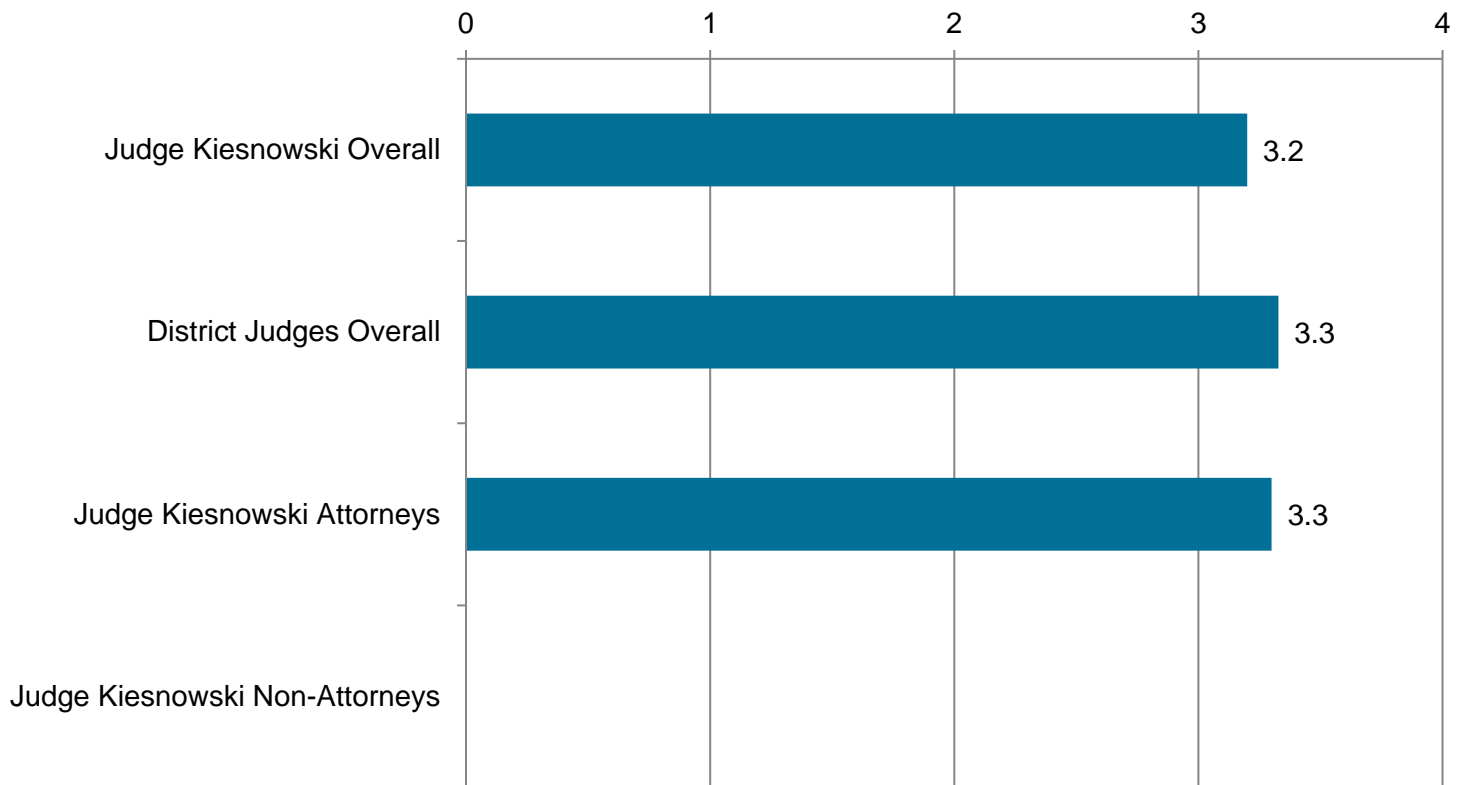 0 1 2 3 4
Judge Kiesnowski Overall 3.2
District Judges Overall 3.3
Judge Kiesnowski Attorneys 3.3
Judge Kiesnowski Non-Attorneys